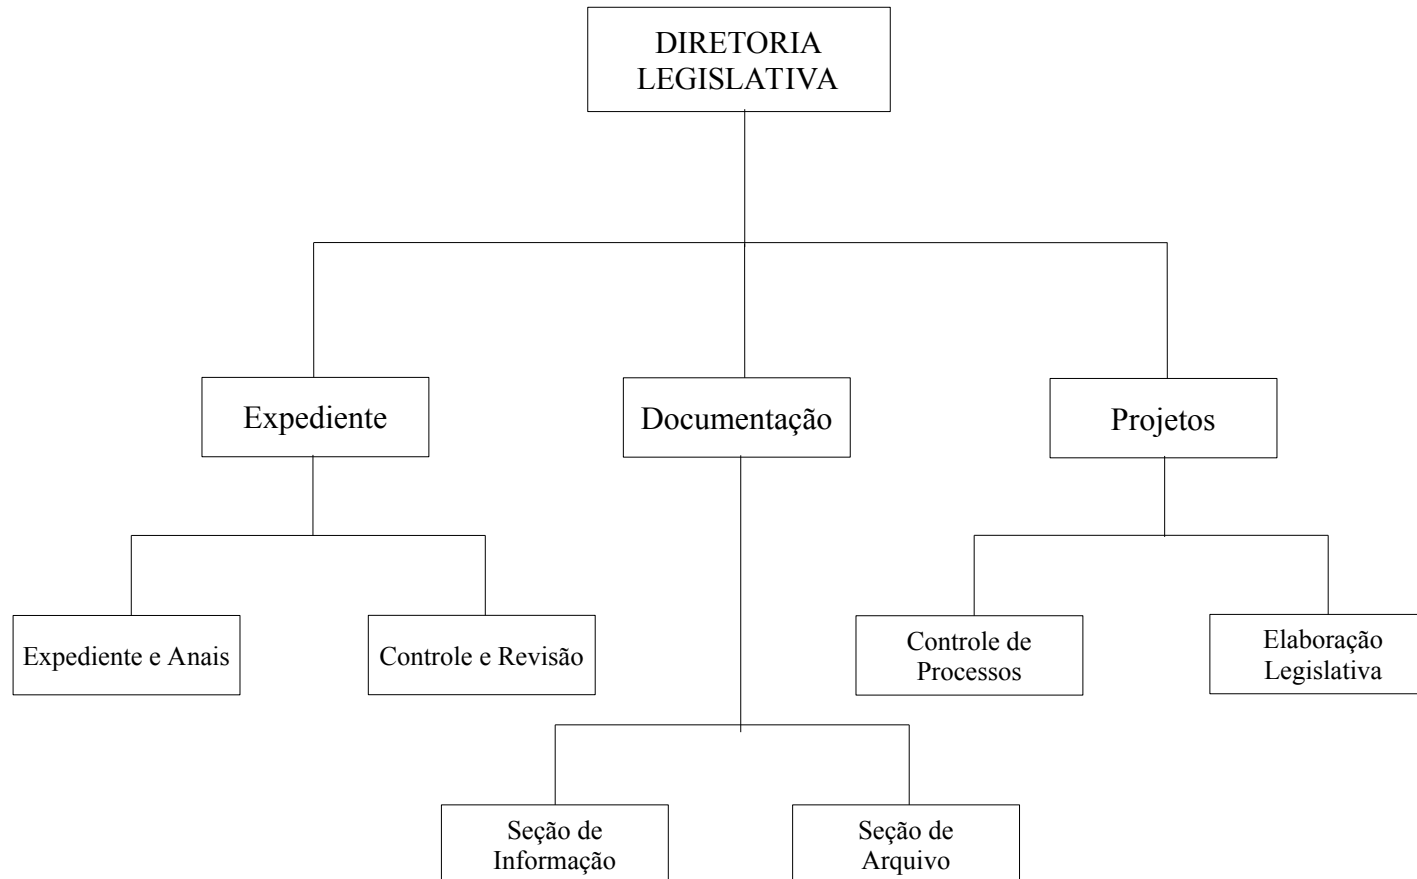 DIRETORIA
LEGISLATIVA
Expediente
Documentação
Projetos
Expediente e Anais
Controle e Revisão
Controle de
Processos
Elaboração
Legislativa
Seção de
Informação
Seção de
Arquivo